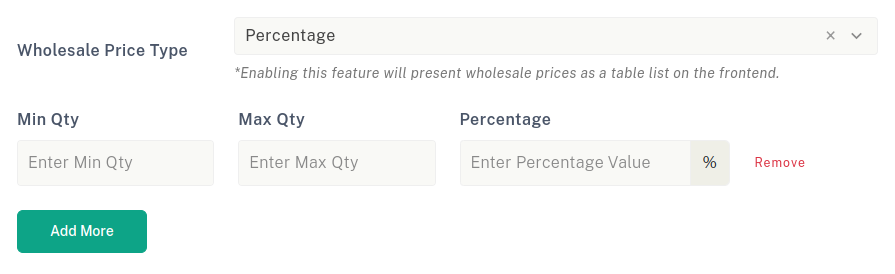 Wholesale Price Type
Percentage
*Enabling this feature will present wholesale prices as a table list on the frontend.
Min Qty
Max Qty
Percentage
Enter Min Qty
Enter Max Qty
Enter Percentage Value
%
Remove
Add More